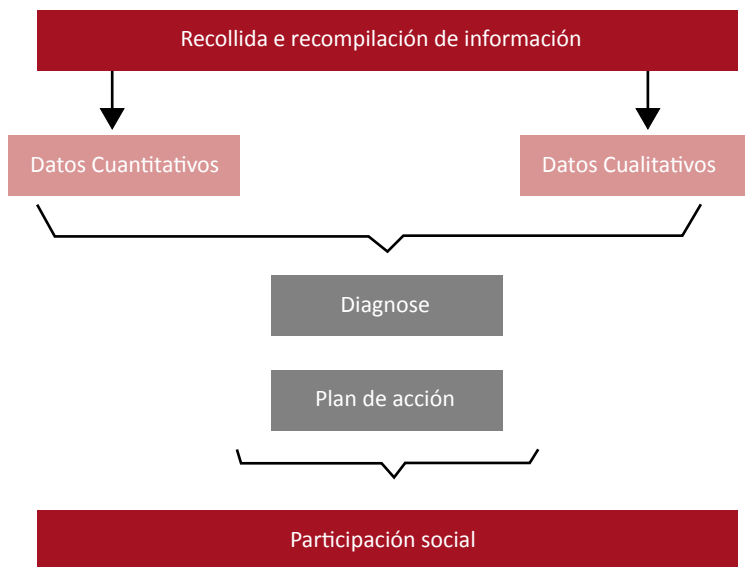 Recollida e recompilación de información
Datos Cuantitativos
Datos Cualitativos
Diagnose
Plan de acción
Participación social